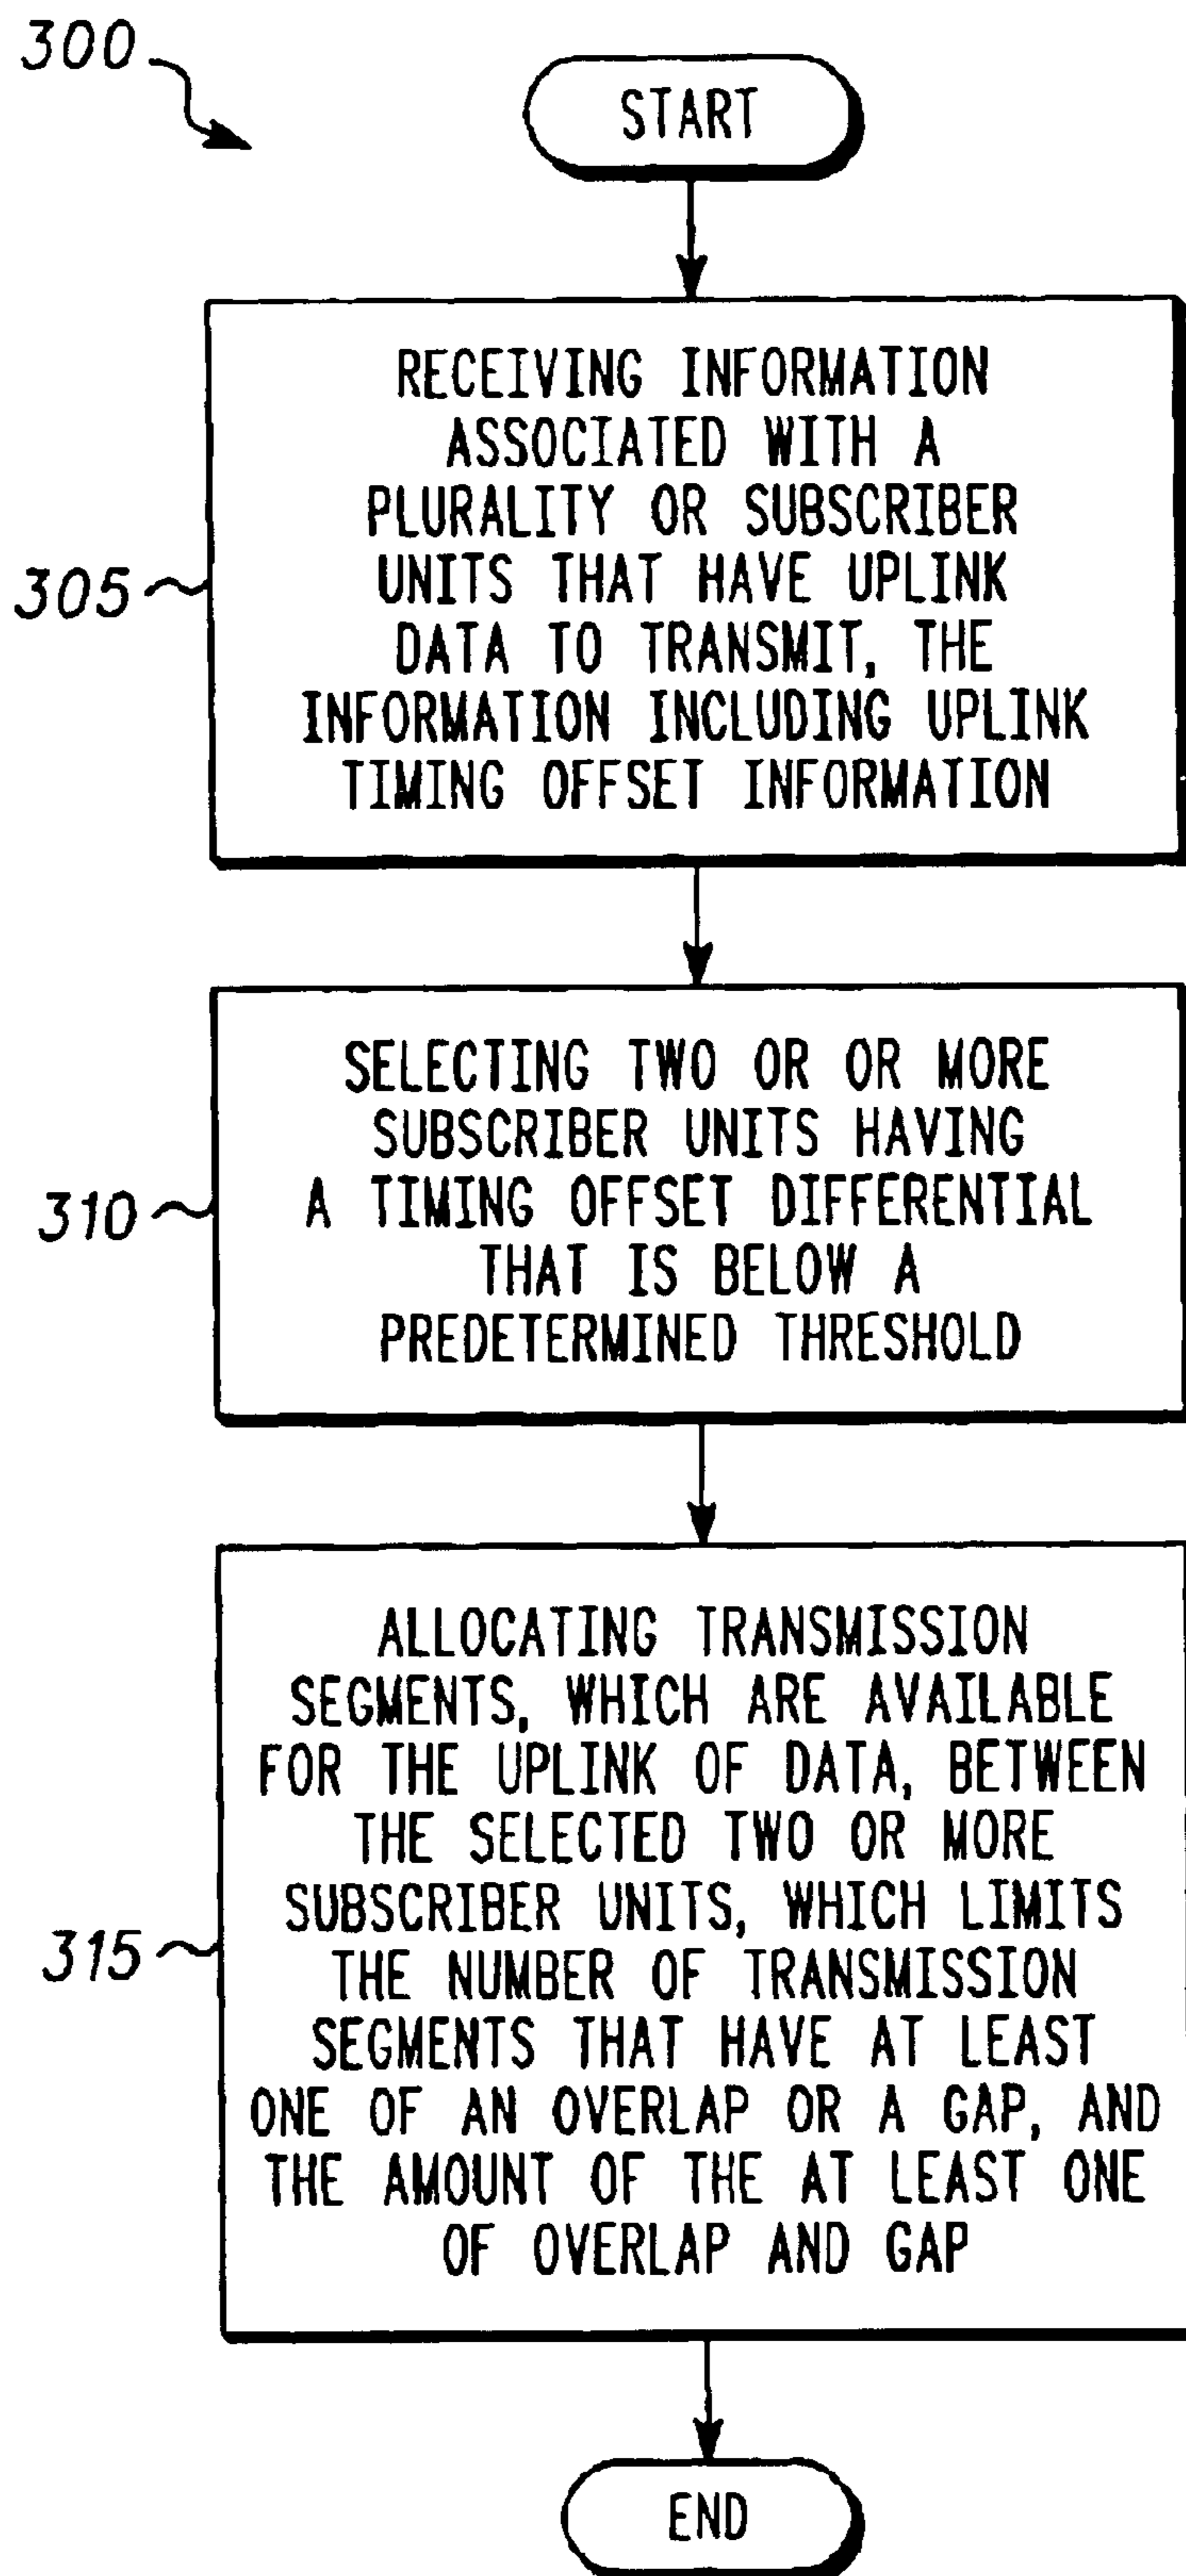 300
START
RECEIVING INFORMATION
ASSOCIATED WITH A
PLURALITY OR SUBSCRIBER
UNITS THAT HAVE UPLINK
DATA TO TRANSMIT, THE
INFORMATION INCLUDING UPLINK
TIMING OFFSET INFORMATION
305
SELECTING TWO OR OR MORE
SUBSCRIBER UNITS HAVING
A TIMING OFFSET DIFFERENTIAL
THAT IS BELOW A
PREDETERMINED THRESHOLD
310
ALLOCATING TRANSMISSION
SEGMENTS, WHICH ARE AVAILABLE
FOR THE UPLINK OF DATA, BETWEEN
THE SELECTED TWO OR MORE
SUBSCRIBER UNITS, WHICH LIMITS
THE NUMBER OF TRANSMISSION
SEGMENTS THAT HAVE AT LEAST
ONE OF AN OVERLAP OR A GAP, AND
THE AMOUNT OF THE AT LEAST ONE
OF OVERLAP AND GAP
315
END